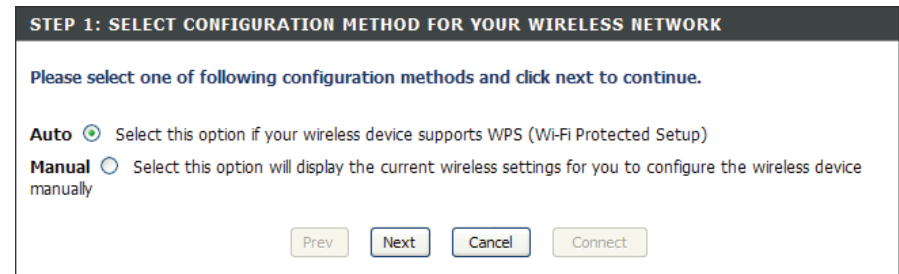 STEP 1: SELECT CONFIGURATION METHOD FOR YOUR WIRELESS NETWORK
Please select one of following configuration methods and click next to continue.
Auto Select this option if your wireless device supports WPS (Wi-Fi Protected Setup)
Manual Select this option will display the current wireless settings for you to configure the wireless device
manually
Prev Next Cancel Connect